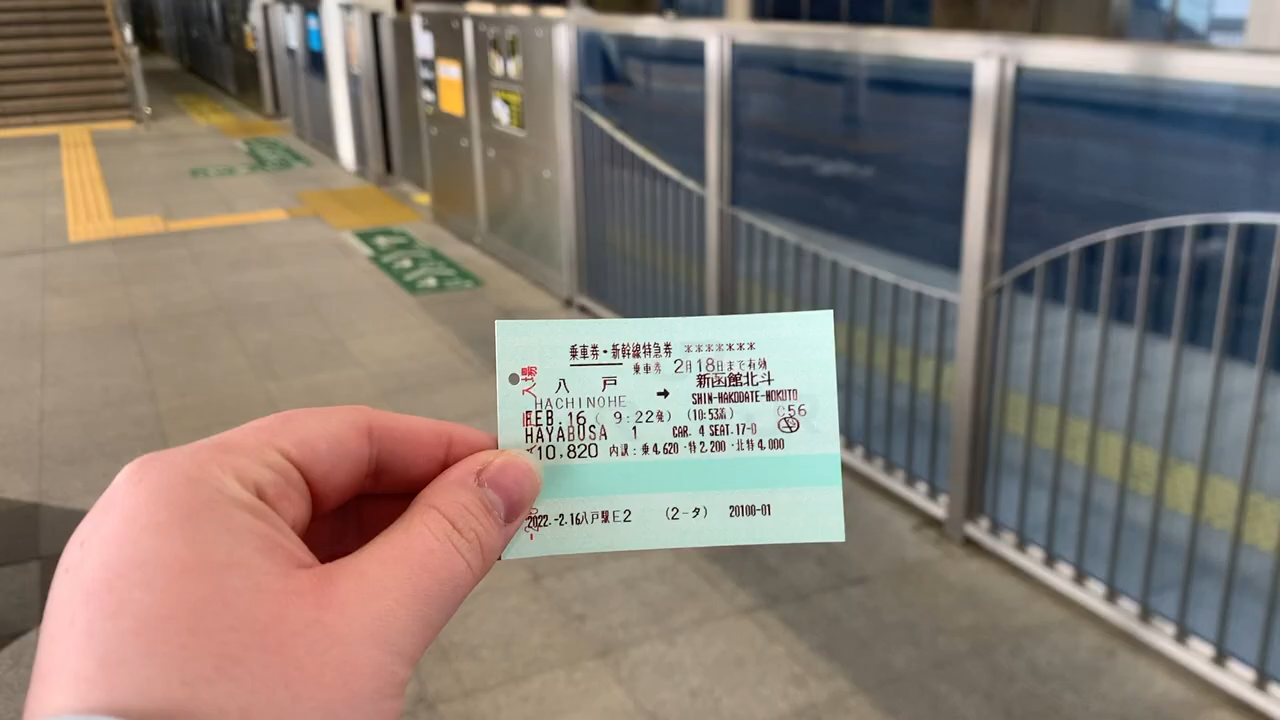 乗車券・新幹線特急券 *******
乗車券 2月18日まで有効
入場
八戸 ➡ 新函館北斗
HACHINOHE SHIN-HAKODATE-HOKUTO
FEB.16 ( 9:22発) (10:53着) C56
HAYABUSA 1 CAR. 4 SEAT.17-D
¥10,820 内訳:乗4,620・特2,200・北特4,000
2022.-2.16八戸駅E2 (2-タ) 20100-01